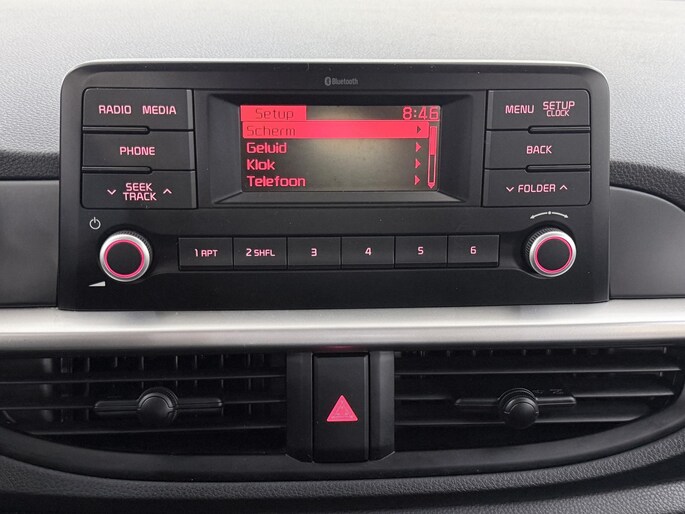 Bluetooth
RADIO MEDIA
PHONE
SEEK
TRACK
Setup 8:46
Scherm
Geluid
Klok
Telefoon
MENU SETUP
CLOCK
BACK
FOLDER
1 RPT 2 SHFL 3 4 5 6